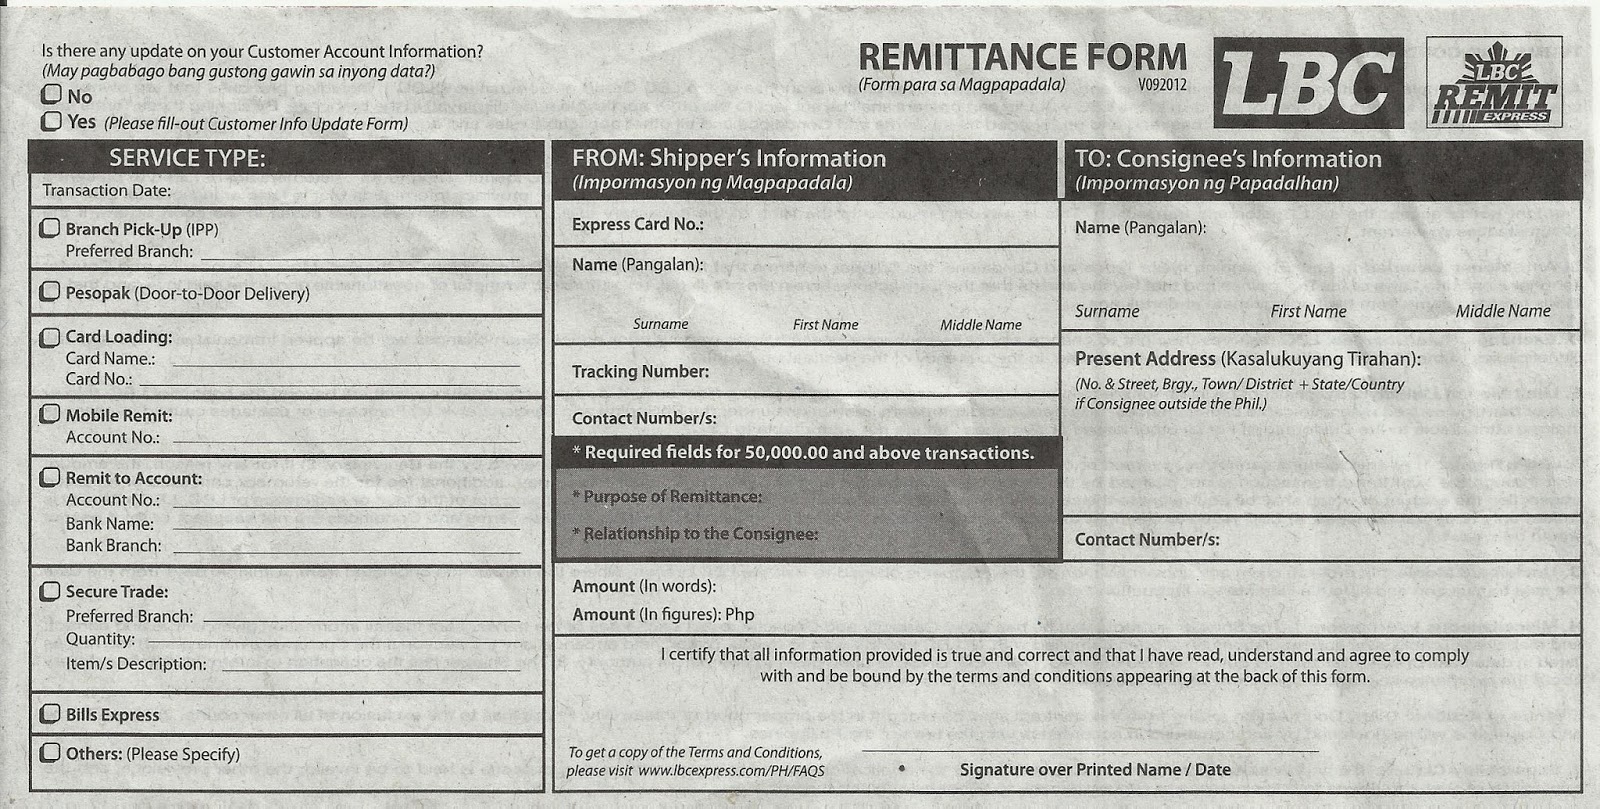 Is there any update on your Customer Account Information?
(May pagbabago bang gustong gawin sa inyong data?)
No
Yes (Please fill-out Customer Info Update Form)
REMITTANCE FORM
(Form para sa Magpapadala) V092012
LBC
LBC
REMIT
EXPRESS
SERVICE TYPE:
Transaction Date:
Branch Pick-Up (IPP)
Preferred Branch:
Pesopak (Door-to-Door Delivery)
Card Loading:
Card Name.:
Card No.:
Mobile Remit:
Account No.:
Remit to Account:
Account No.:
Bank Name:
Bank Branch:
Secure Trade:
Preferred Branch:
Quantity:
Item/s Description:
Bills Express
Others: (Please Specify)
FROM: Shipper's Information
(Impormasyon ng Magpapadala)
Express Card No.:
Name (Pangalan):
Surname First Name Middle Name
Tracking Number:
Contact Number/s:
* Required fields for 50,000.00 and above transactions.
* Purpose of Remittance:
* Relationship to the Consignee:
TO: Consignee's Information
(Impormasyon ng Papadalhan)
Name (Pangalan):
Surname First Name Middle Name
Present Address (Kasalukuyang Tirahan):
(No. & Street, Brgy., Town/ District + State/Country
if Consignee outside the Phil.)
Contact Number/s:
Amount (In words):
Amount (In figures): Php
I certify that all information provided is true and correct and that I have read, understand and agree to comply
with and be bound by the terms and conditions appearing at the back of this form.
To get a copy of the Terms and Conditions,
please visit www.lbcexpress.com/PH/FAQS
Signature over Printed Name / Date